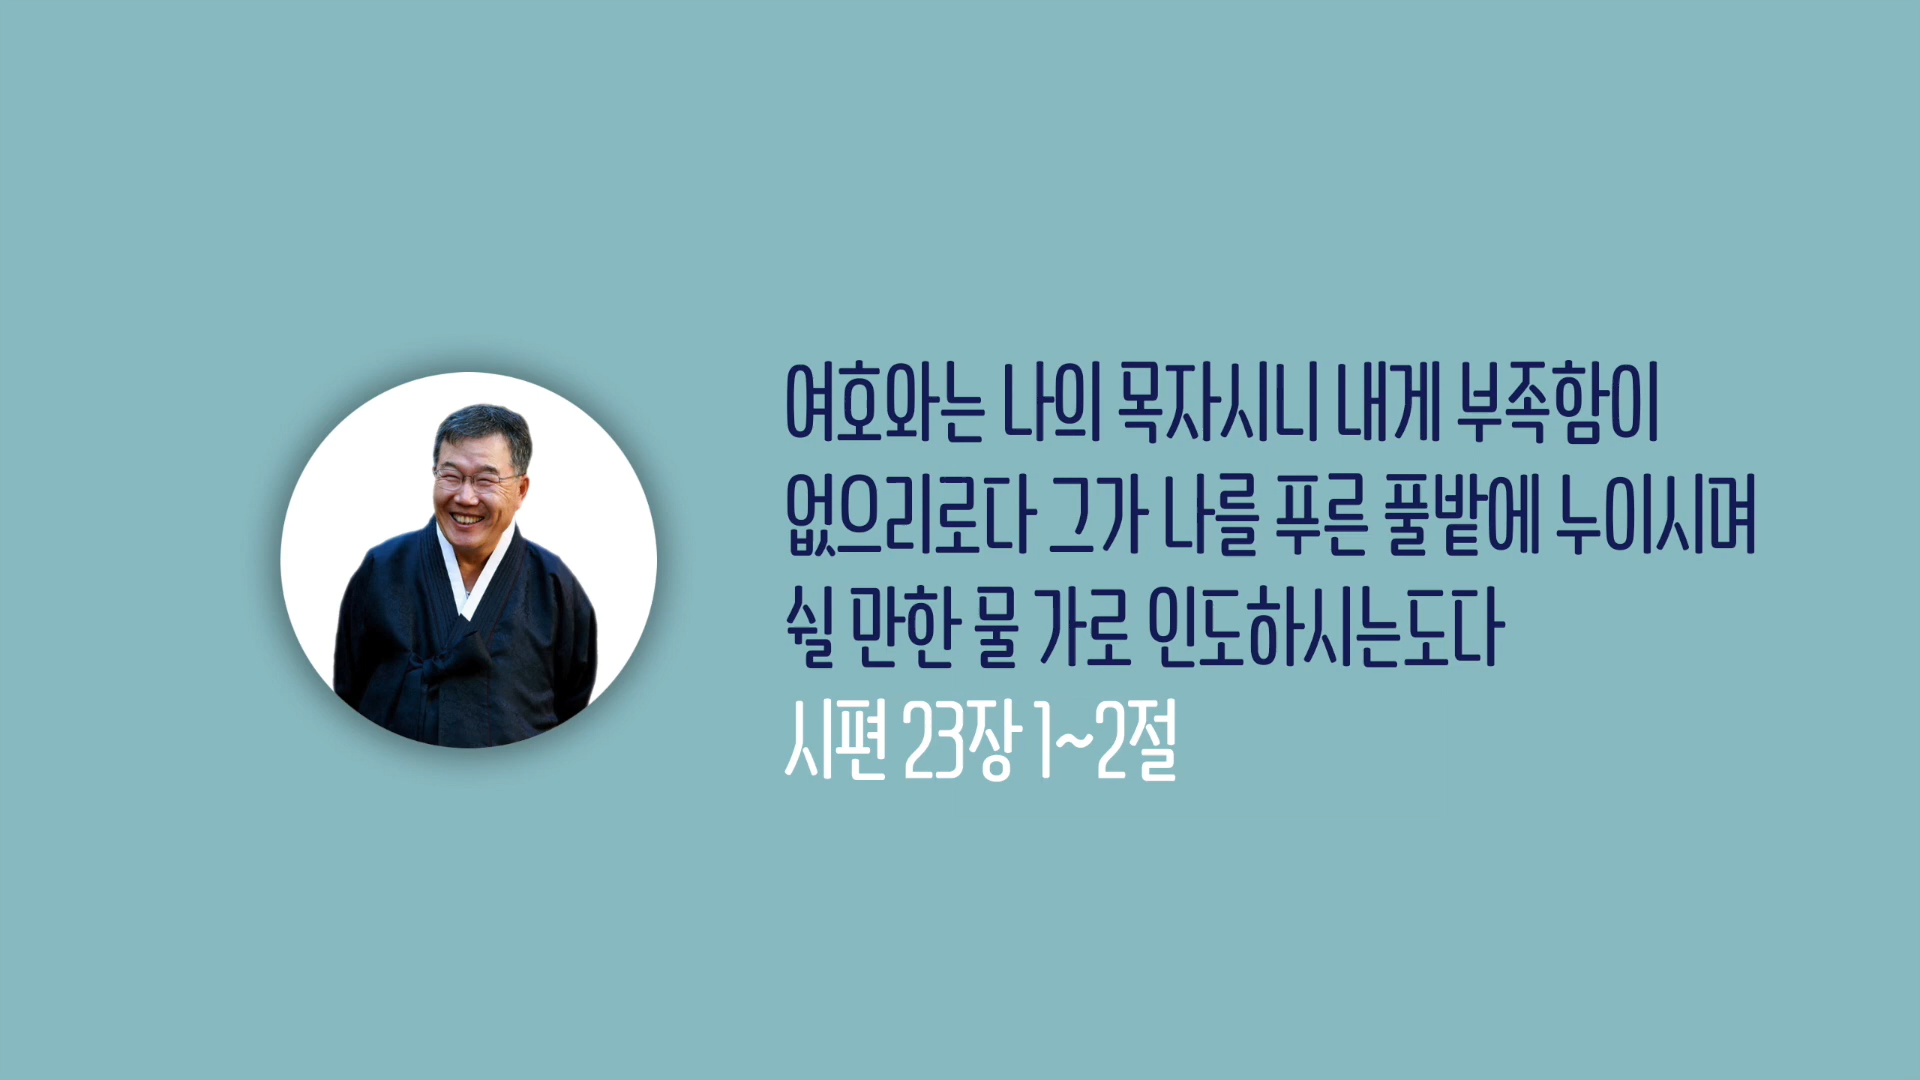 여호와는 나의 목자시니 내게 부족함이
없으리로다 그가 나를 푸른 풀밭에 누이시며
쉴 만한 물 가로 인도하시는도다
시편 23장 1~2절